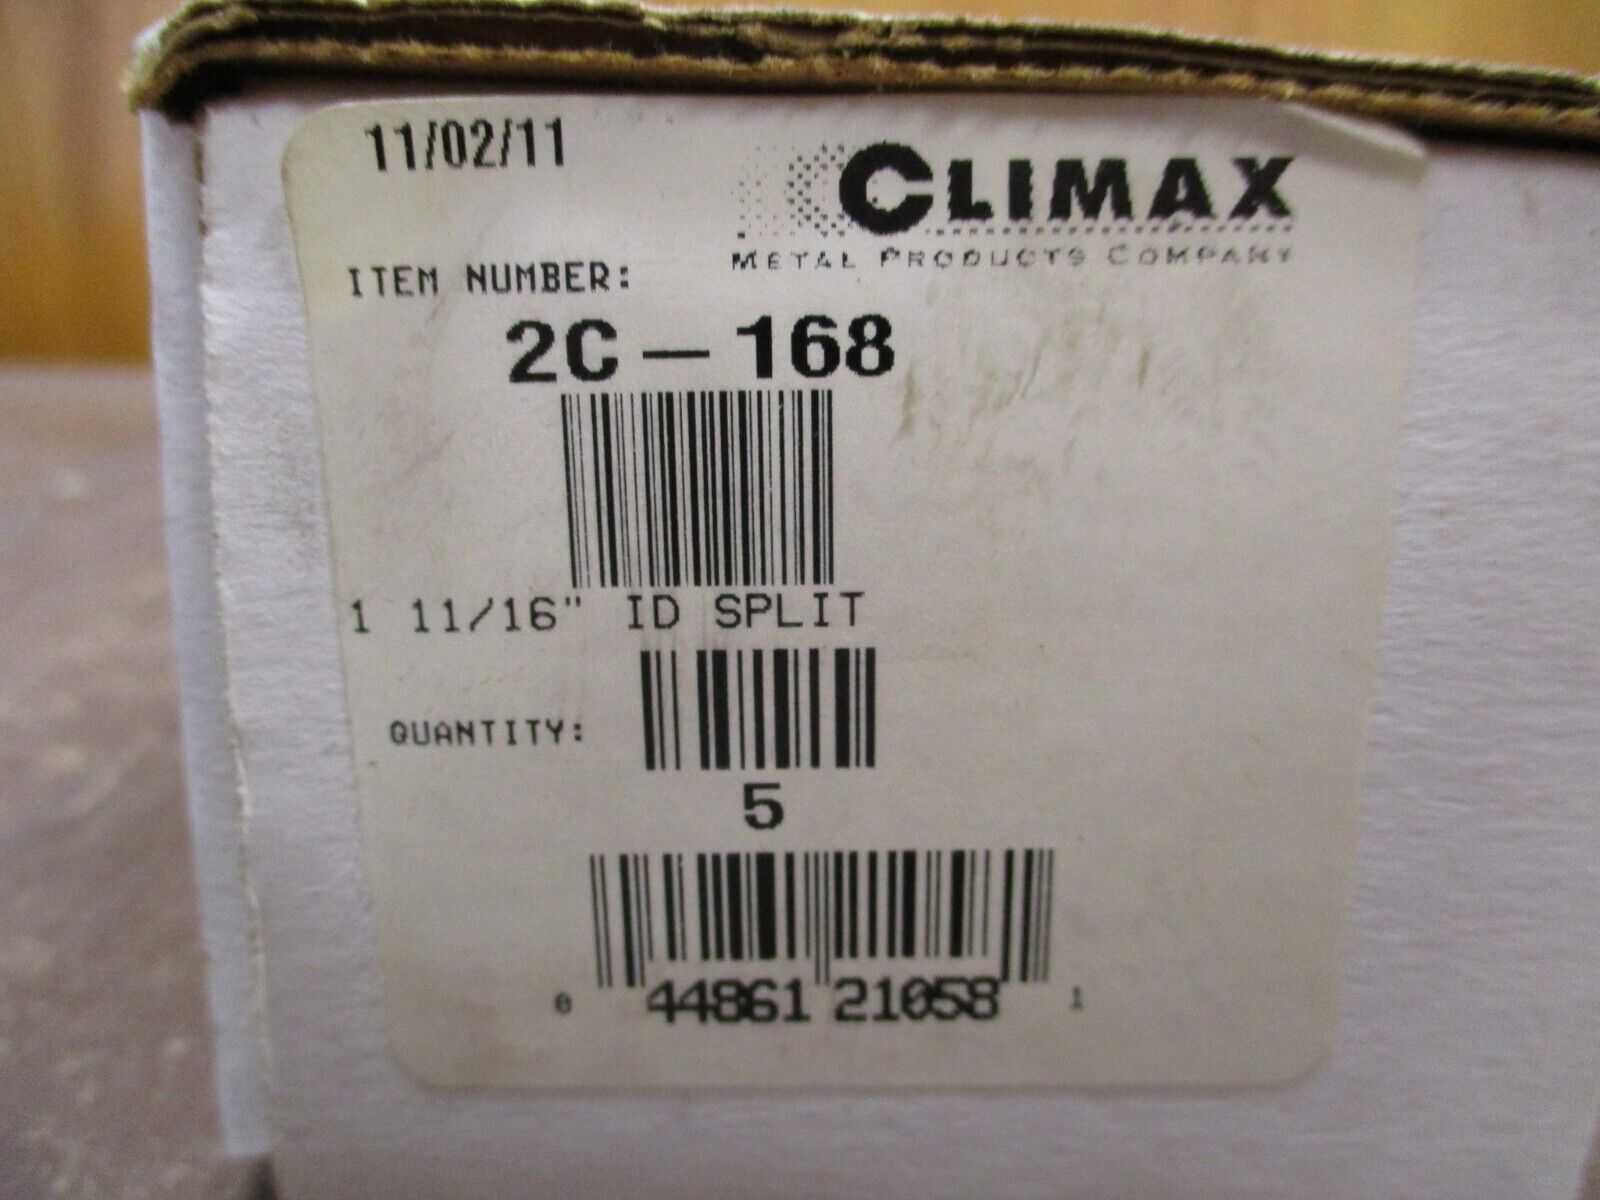 11/02/11
CLIMAX
METAL PRODUCTS COMPANY
ITEM NUMBER:
2C-168
1 11/16" ID SPLIT
QUANTITY:
5
0 44861 21058 1